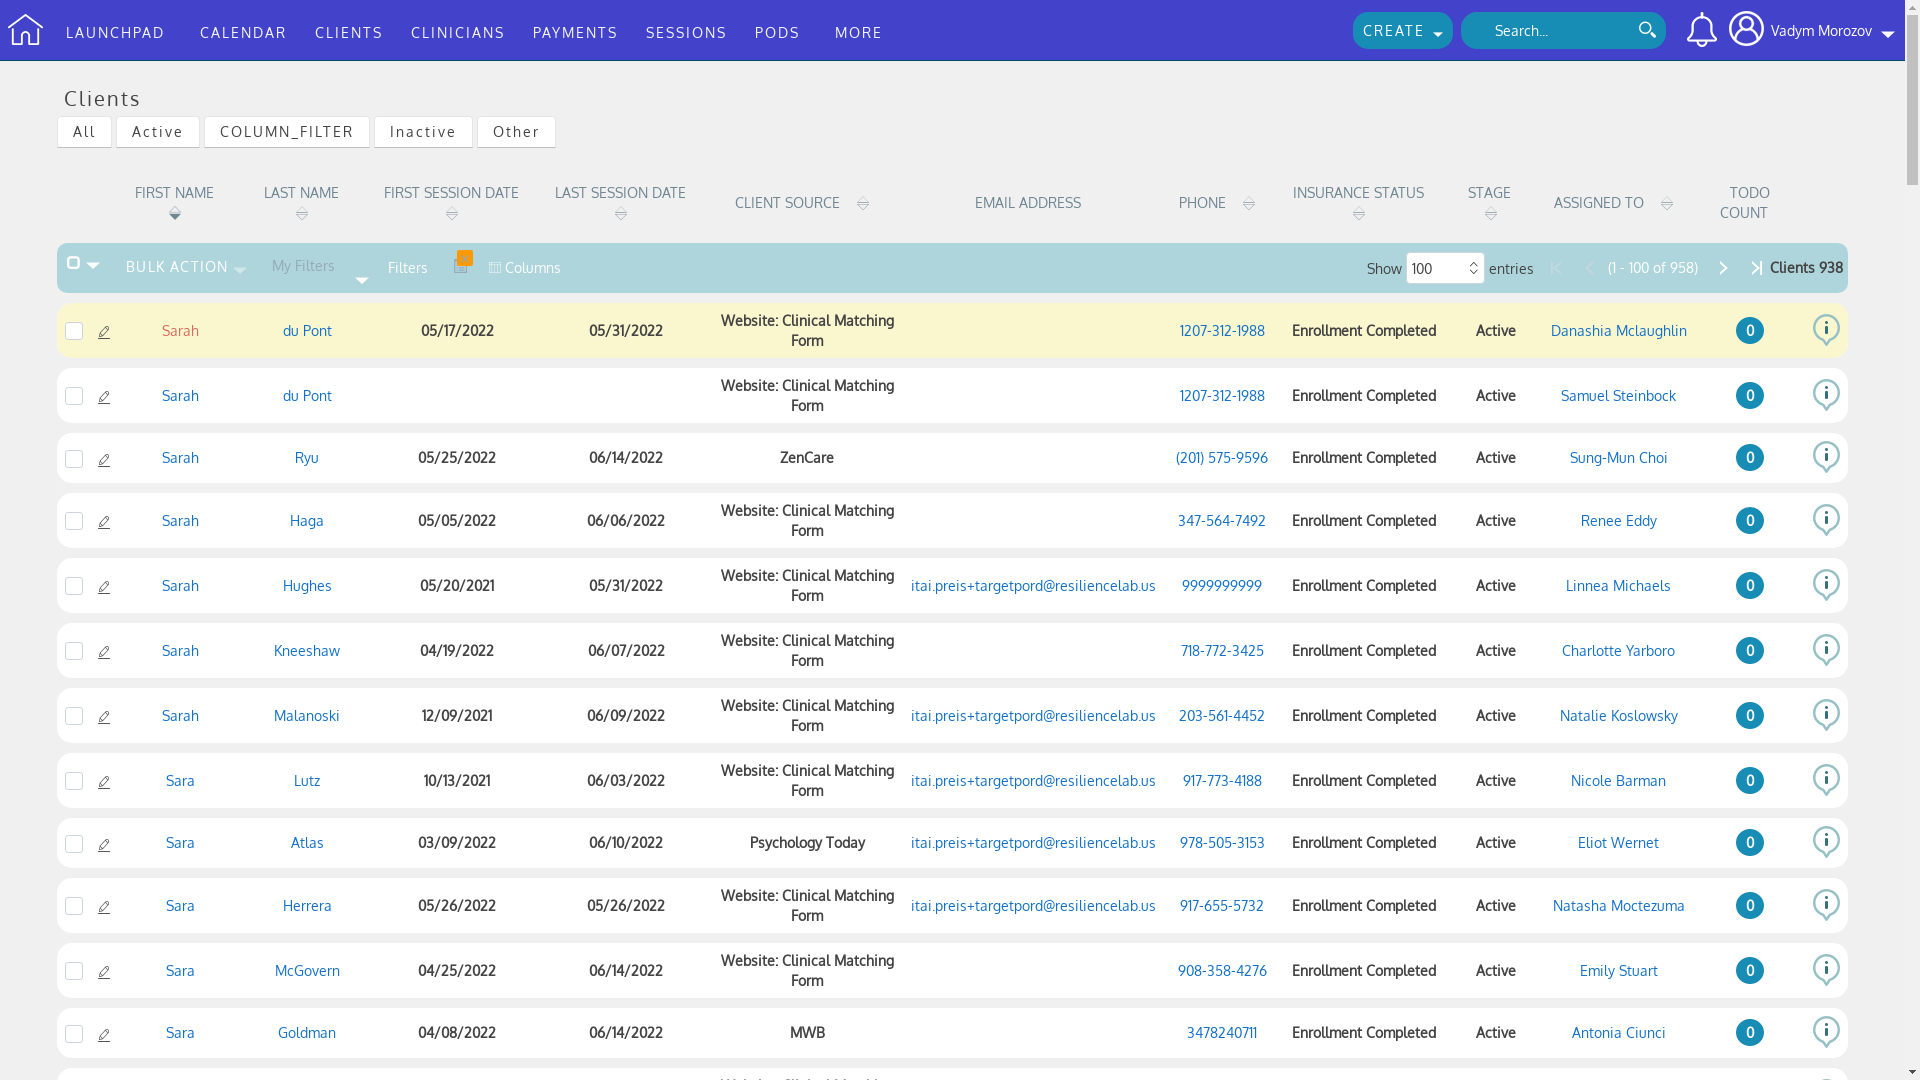 LAUNCHPAD CALENDAR CLIENTS CLINICIANS PAYMENTS SESSIONS PODS MORE CREATE Search... Vadym Morozov
Clients
All Active COLUMN_FILTER Inactive Other
FIRST NAME LAST NAME FIRST SESSION DATE LAST SESSION DATE CLIENT SOURCE EMAIL ADDRESS PHONE INSURANCE STATUS STAGE ASSIGNED TO TODO
COUNT
BULK ACTION My Filters Filters Columns Show 100 entries (1 - 100 of 958) Clients 938
Sarah du Pont 05/17/2022 05/31/2022 Website: Clinical Matching 1207-312-1988 Enrollment Completed Active Danashia Mclaughlin 0
Form
Sarah du Pont Website: Clinical Matching 1207-312-1988 Enrollment Completed Active Samuel Steinbock 0
Form
Sarah Ryu 05/25/2022 06/14/2022 ZenCare (201) 575-9596 Enrollment Completed Active Sung-Mun Choi 0
Sarah Haga 05/05/2022 06/06/2022 Website: Clinical Matching 347-564-7492 Enrollment Completed Active Renee Eddy 0
Form
Sarah Hughes 05/20/2021 05/31/2022 Website: Clinical Matching itai.preis+targetpord@resiliencelab.us 9999999999 Enrollment Completed Active Linnea Michaels 0
Form
Sarah Kneeshaw 04/19/2022 06/07/2022 Website: Clinical Matching 718-772-3425 Enrollment Completed Active Charlotte Yarboro 0
Form
Sarah Malanoski 12/09/2021 06/09/2022 Website: Clinical Matching itai.preis+targetpord@resiliencelab.us 203-561-4452 Enrollment Completed Active Natalie Koslowsky 0
Form
Sara Lutz 10/13/2021 06/03/2022 Website: Clinical Matching itai.preis+targetpord@resiliencelab.us 917-773-4188 Enrollment Completed Active Nicole Barman 0
Form
Sara Atlas 03/09/2022 06/10/2022 Psychology Today itai.preis+targetpord@resiliencelab.us 978-505-3153 Enrollment Completed Active Eliot Wernet 0
Sara Herrera 05/26/2022 05/26/2022 Website: Clinical Matching itai.preis+targetpord@resiliencelab.us 917-655-5732 Enrollment Completed Active Natasha Moctezuma 0
Form
Sara McGovern 04/25/2022 06/14/2022 Website: Clinical Matching 908-358-4276 Enrollment Completed Active Emily Stuart 0
Form
Sara Goldman 04/08/2022 06/14/2022 MWB 3478240711 Enrollment Completed Active Antonia Ciunci 0